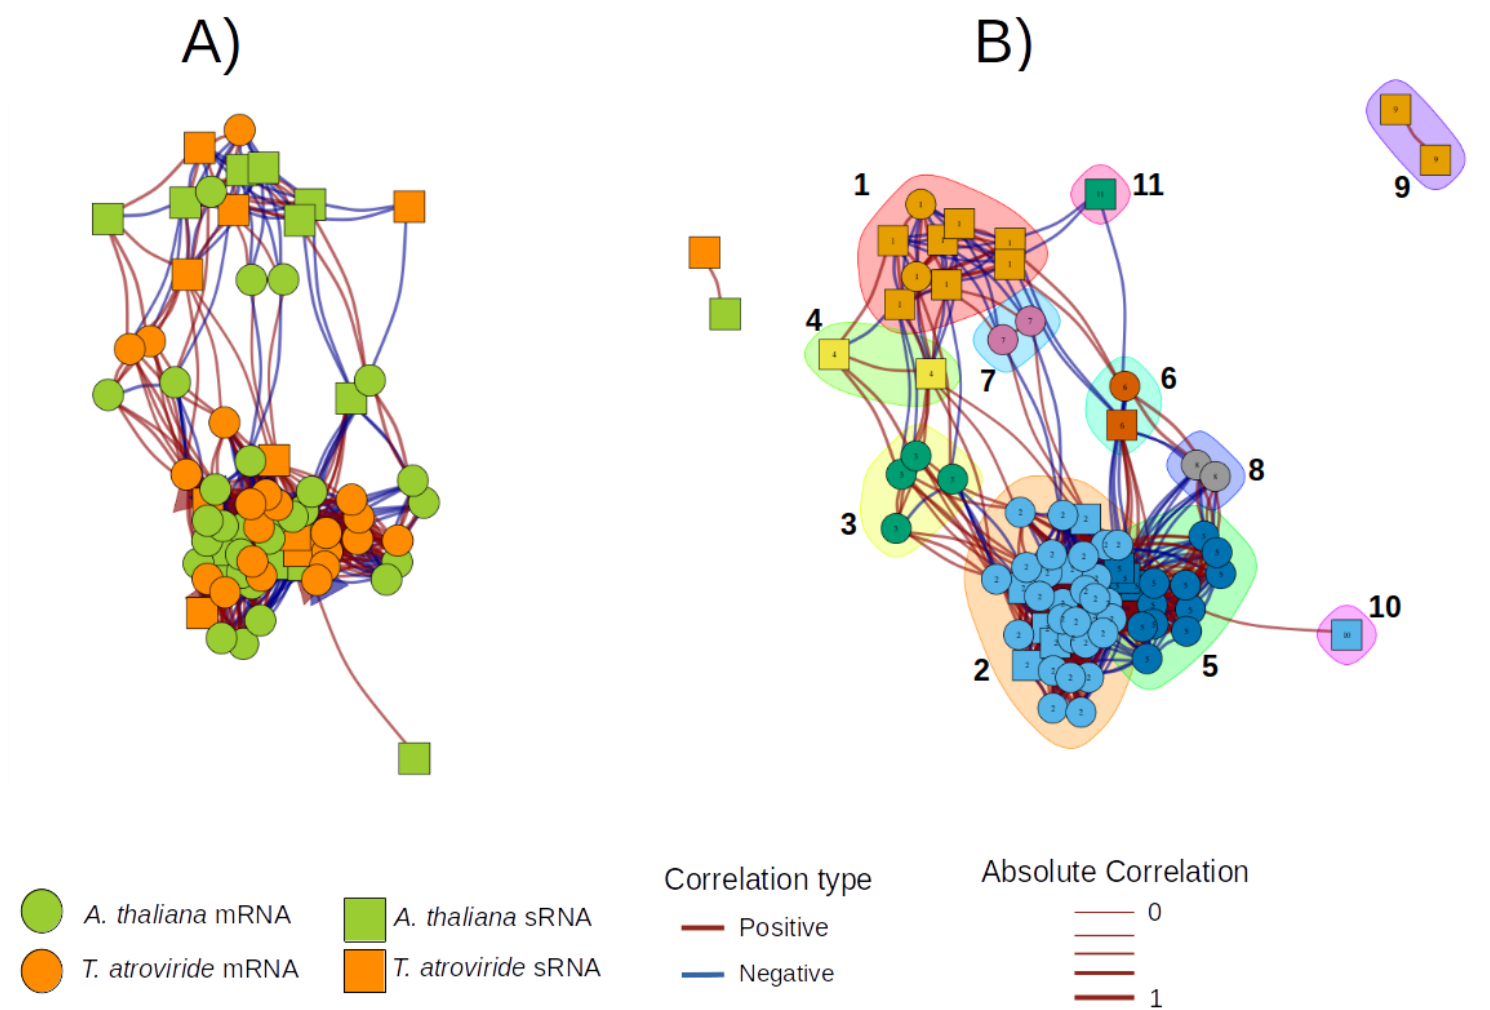 A)
B)
9
1
11
4
7
6
8
3
2
5
10
A. thaliana mRNA
A. thaliana sRNA
T. atroviride mRNA
T. atroviride sRNA
Correlation type
Positive
Negative
Absolute Correlation
0
1